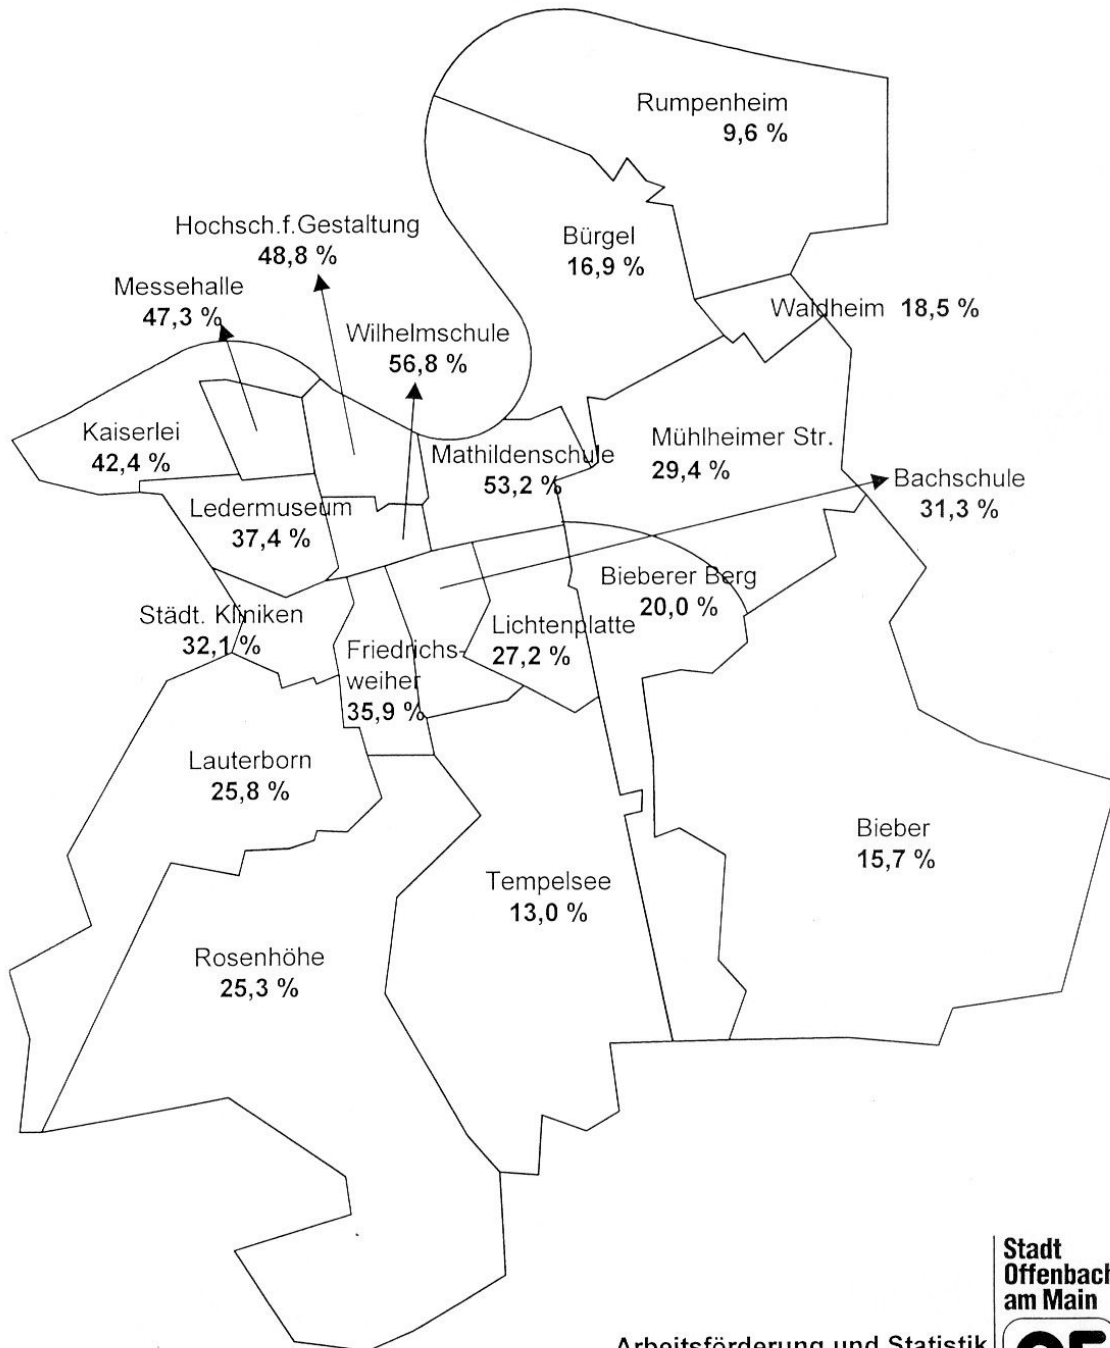 Rumpenheim
9,6 %
Hochsch.f.Gestaltung
48,8 %
Bürgel
16,9 %
Messehalle
47,3 %
Waldheim 18,5 %
Wilhelmschule
56,8 %
Kaiserlei
42,4 %
Mathildenschule
53,2 %
Mühlheimer Str.
29,4 %
Bachschule
31,3 %
Ledermuseum
37,4 %
Bieberer Berg
20,0 %
Städt. Kliniken
32,1 %
Lichtenplatte
27,2 %
Friedrichs-
weiher
35,9 %
Lauterborn
25,8 %
Bieber
15,7 %
Tempelsee
13,0 %
Rosenhöhe
25,3 %
Stadt
Offenbach
am Main
Arbeitsförderung und Statistik
OF